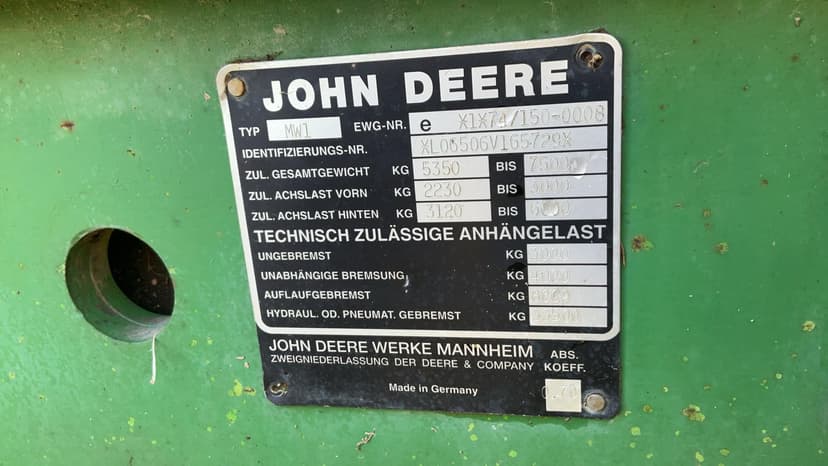 JOHN DEERE
TYP MW1 EWG-NR. e X1X74/150-0008
IDENTIFIZIERUNGS-NR. XL06506V165729X
ZUL. GESAMTGEWICHT KG 5350 BIS
ZUL. ACHSLAST VORN KG 2230 BIS
ZUL. ACHSLAST HINTEN KG 3120 BIS
TECHNISCH ZULÄSSIGE ANHÄNGELAST
UNGEBREMST KG
UNABHÄNGIGE BREMSUNG KG
AUFLAUFGEBREMST KG
HYDRAUL. OD. PNEUMAT. GEBREMST KG
JOHN DEERE WERKE MANNHEIM ABS.
ZWEIGNIEDERLASSUNG DER DEERE & COMPANY KOEFF.
Made in Germany